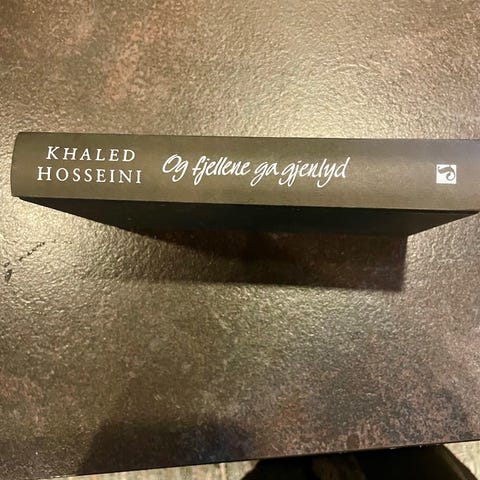 KHALED
HOSSEINI
Og fjellene ga gjenlyd